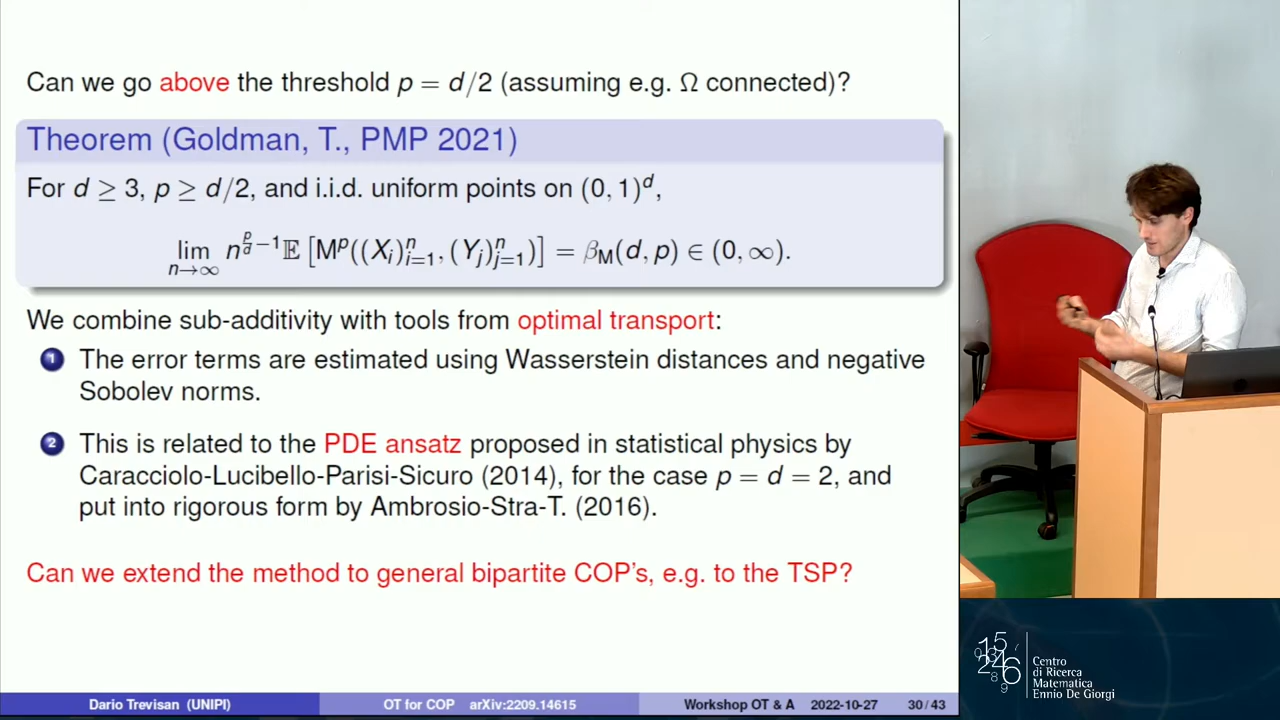 Can we go above the threshold p = d/2 (assuming e.g. Ω connected)?
Theorem (Goldman, T., PMP 2021)
For d ≥ 3, p ≥ d/2, and i.i.d. uniform points on (0, 1)^d,
lim_{n→∞} n^{p/d −1} 𝔼 [M^p((X_i)_{i=1}^n, (Y_j)_{j=1}^n)] = β_M(d, p) ∈ (0, ∞).
We combine sub-additivity with tools from optimal transport:
1 The error terms are estimated using Wasserstein distances and negative
Sobolev norms.
2 This is related to the PDE ansatz proposed in statistical physics by
Caracciolo-Lucibello-Parisi-Sicuro (2014), for the case p = d = 2, and
put into rigorous form by Ambrosio-Stra-T. (2016).
Can we extend the method to general bipartite COP's, e.g. to the TSP?
Dario Trevisan (UNIPI) OT for COP arXiv:2209.14615 Workshop OT & A 2022-10-27 30 / 43
Centro
di Ricerca
Matematica
Ennio De Giorgi